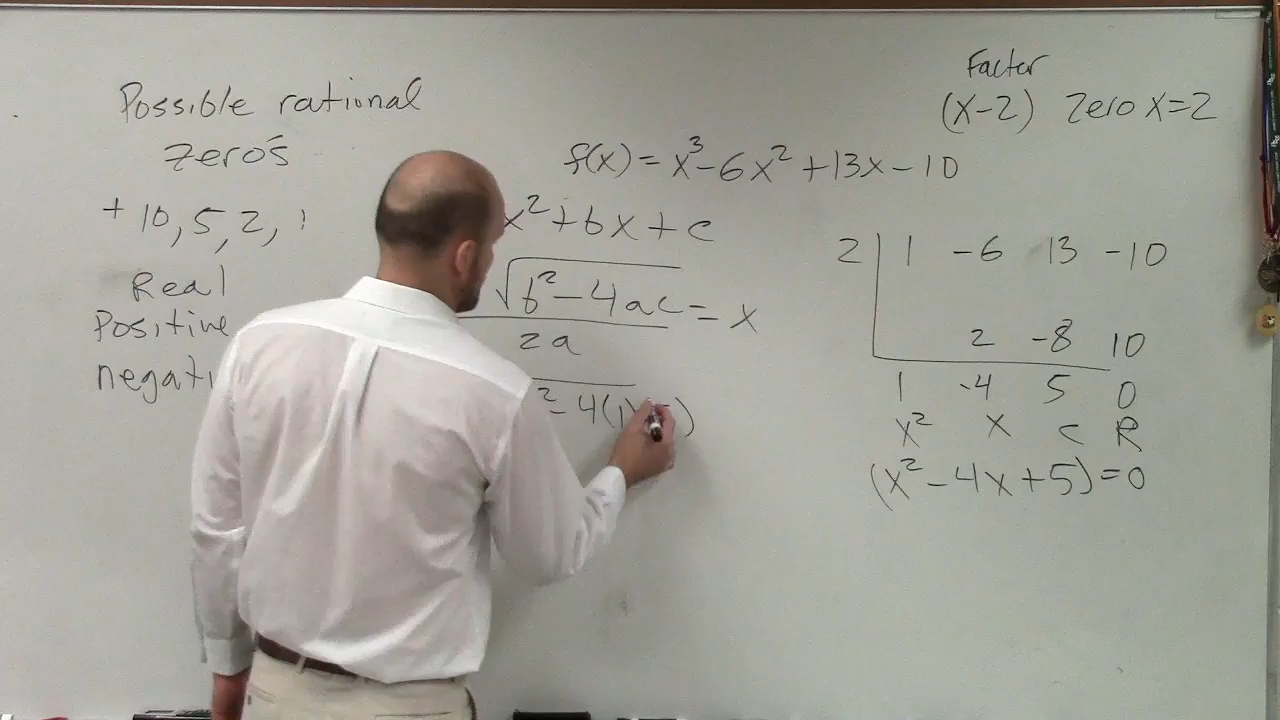 Possible rational
zero's
+ 10, 5, 2, 1
Real
Positive
negati
f(x) = x³ - 6x² + 13x - 10
x² + bx + c
√b² - 4ac = x
2a
² - 4(1)
Factor
(x-2) Zero x=2
2 | 1 -6 13 -10
2 -8 10
1 -4 5 0
x² x c R
(x² - 4x + 5) = 0